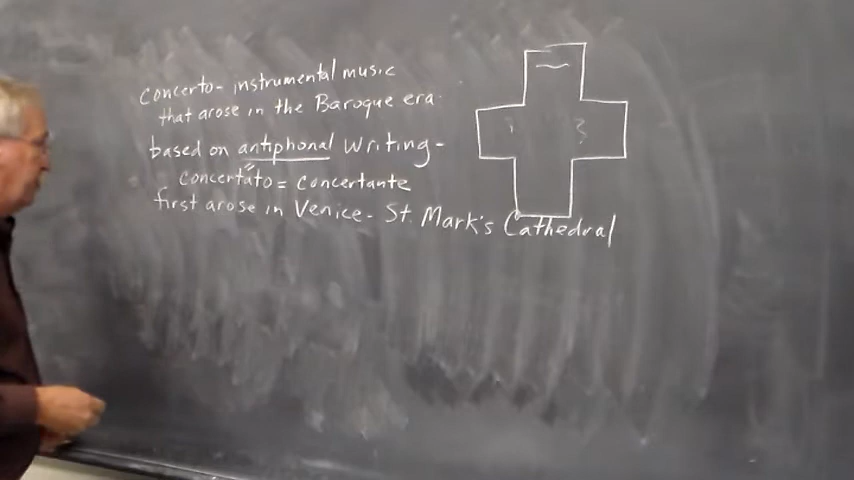 concerto- instrumental music
that arose in the Baroque era.
based on antiphonal writing-
concertato = concertante
first arose in Venice- St. Mark's Cathedral